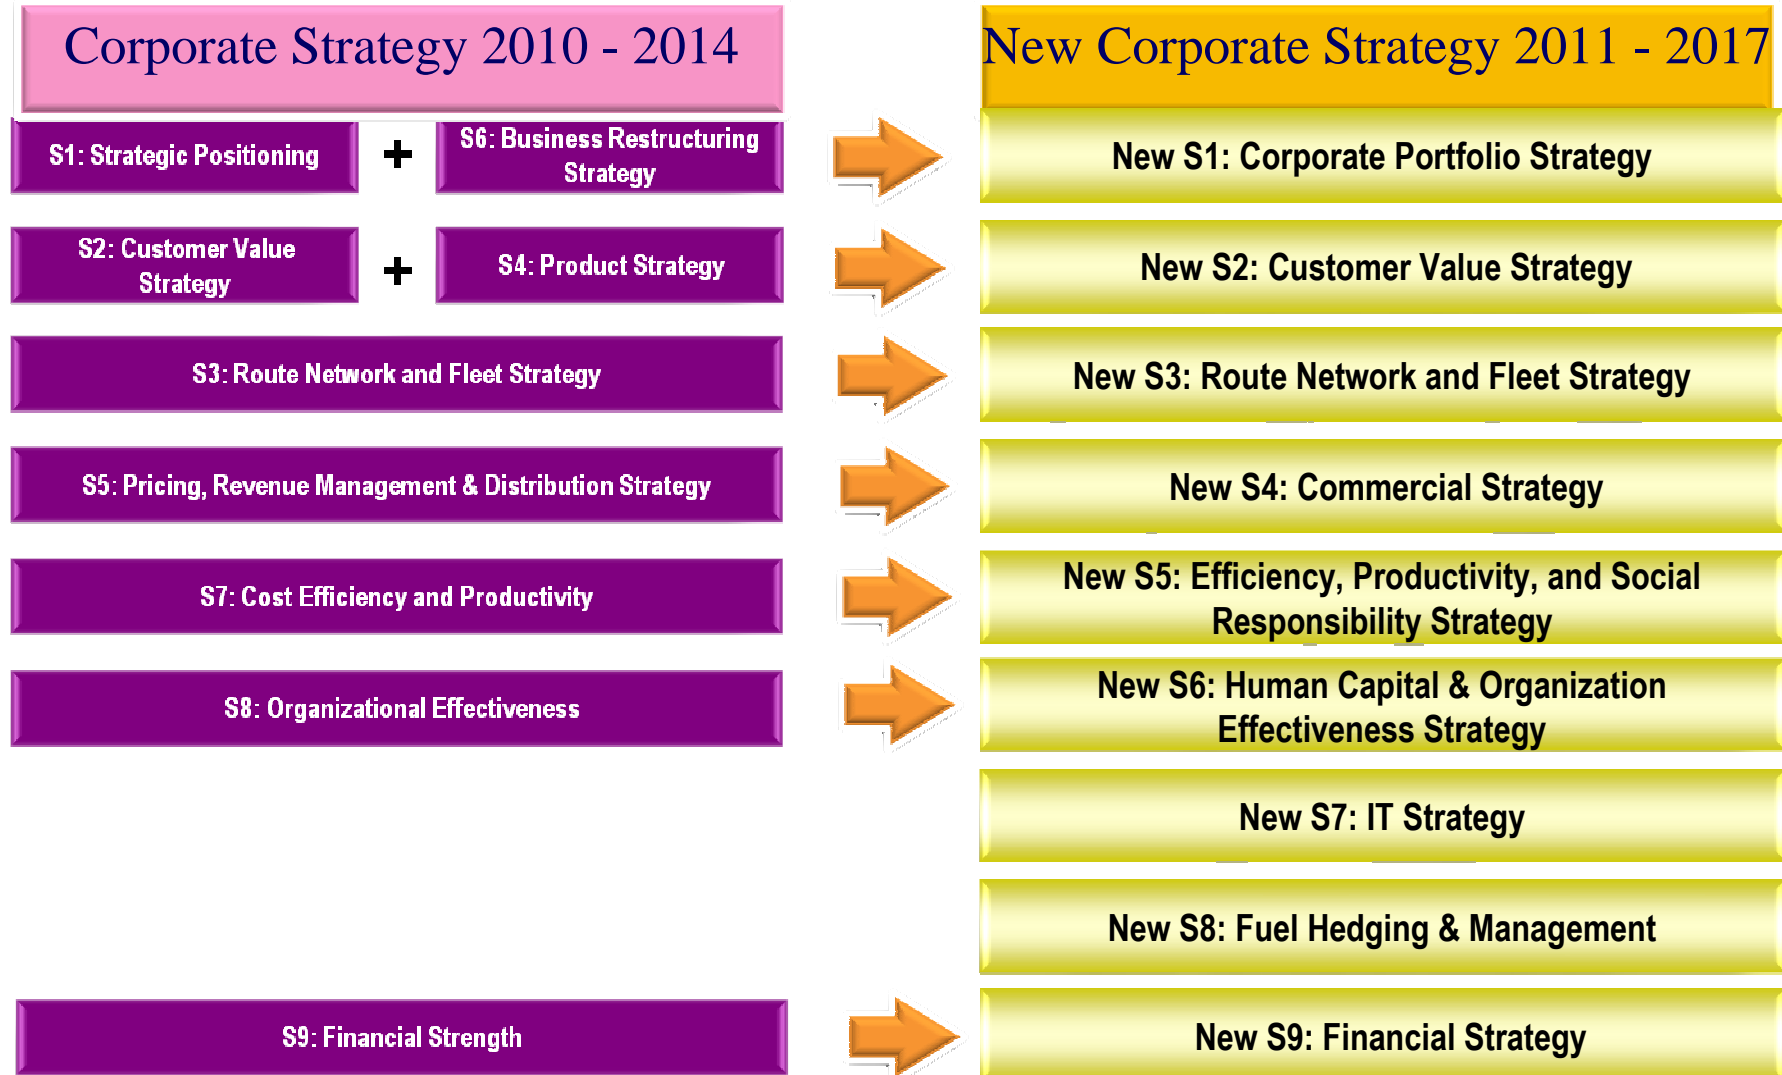 Corporate Strategy 2010 - 2014
New Corporate Strategy 2011 - 2017
S1: Strategic Positioning
+
S6: Business Restructuring
Strategy
New S1: Corporate Portfolio Strategy
S2: Customer Value
Strategy
+
S4: Product Strategy
New S2: Customer Value Strategy
S3: Route Network and Fleet Strategy
New S3: Route Network and Fleet Strategy
S5: Pricing, Revenue Management & Distribution Strategy
New S4: Commercial Strategy
S7: Cost Efficiency and Productivity
New S5: Efficiency, Productivity, and Social
Responsibility Strategy
S8: Organizational Effectiveness
New S6: Human Capital & Organization
Effectiveness Strategy
New S7: IT Strategy
New S8: Fuel Hedging & Management
S9: Financial Strength
New S9: Financial Strategy